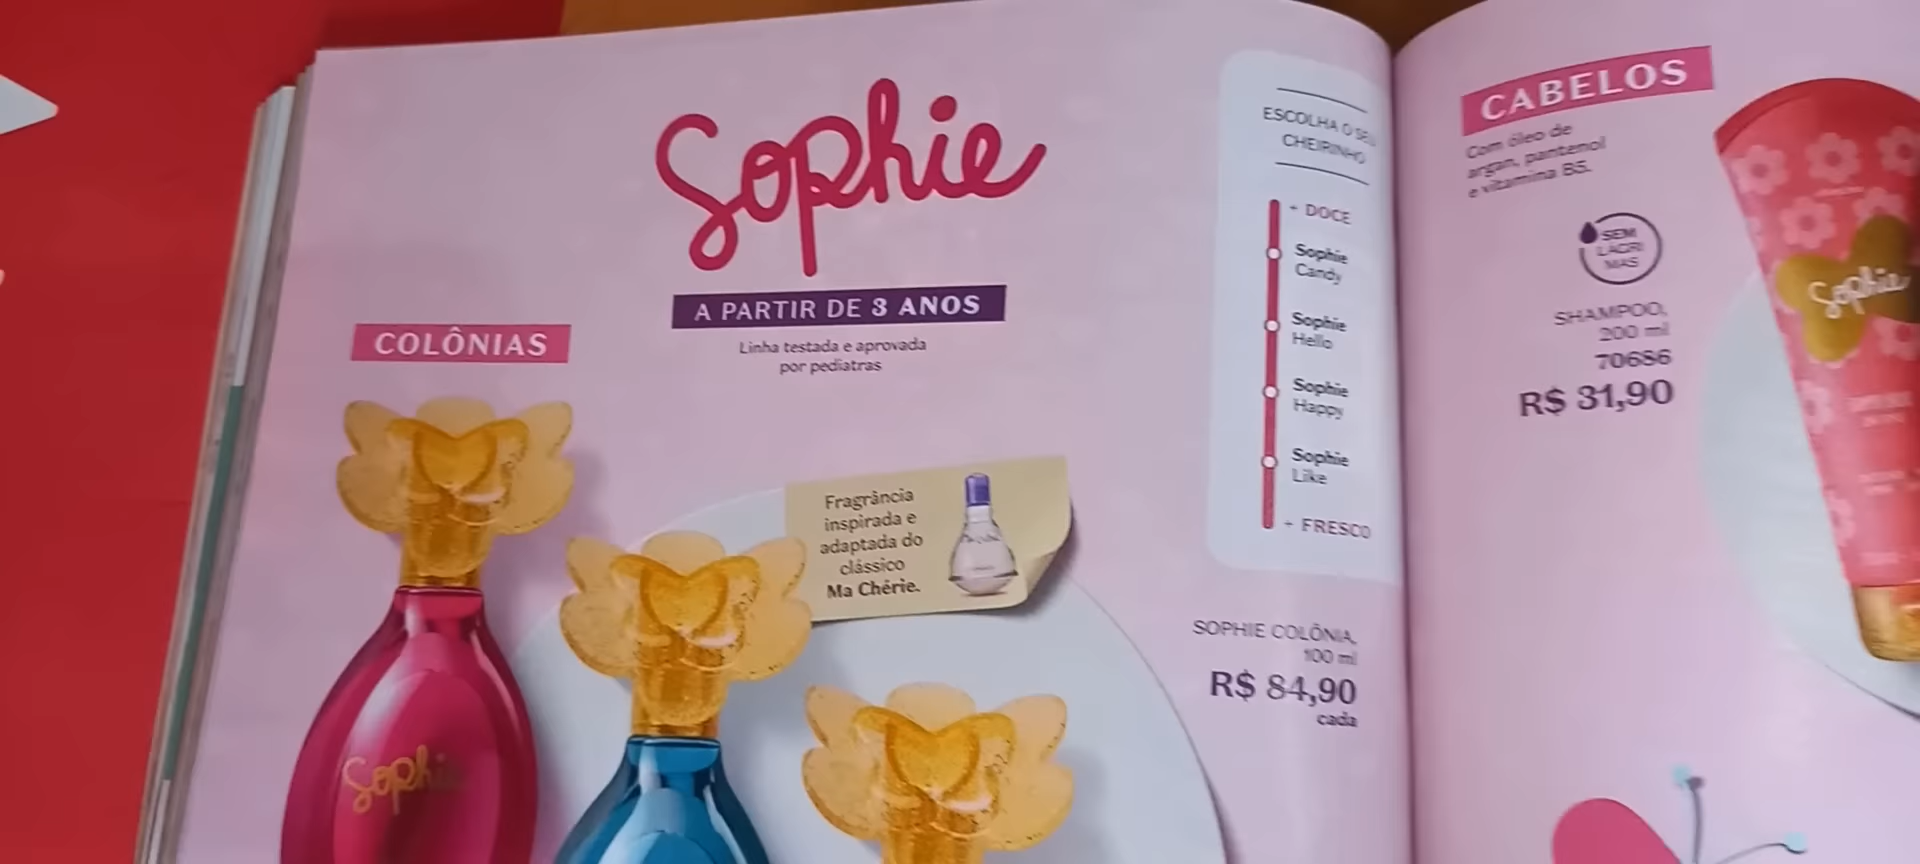 Sophie
A PARTIR DE 3 ANOS
Linha testada e aprovada
por pediatras
COLÔNIAS
Fragrância
inspirada e
adaptada do
clássico
Ma Chérie.
Sophie
ESCOLHA O SEU
CHEIRINHO
+ DOCE
Sophie
Candy
Sophie
Hello
Sophie
Happy
Sophie
Like
+ FRESCO
SOPHIE COLÔNIA,
100 ml
R$ 84,90
cada
CABELOS
Com óleo de
argan, pantenol
e vitamina B5.
SEM
LÁGRI
MAS
SHAMPOO,
200 ml
70686
R$ 31,90
Sophie